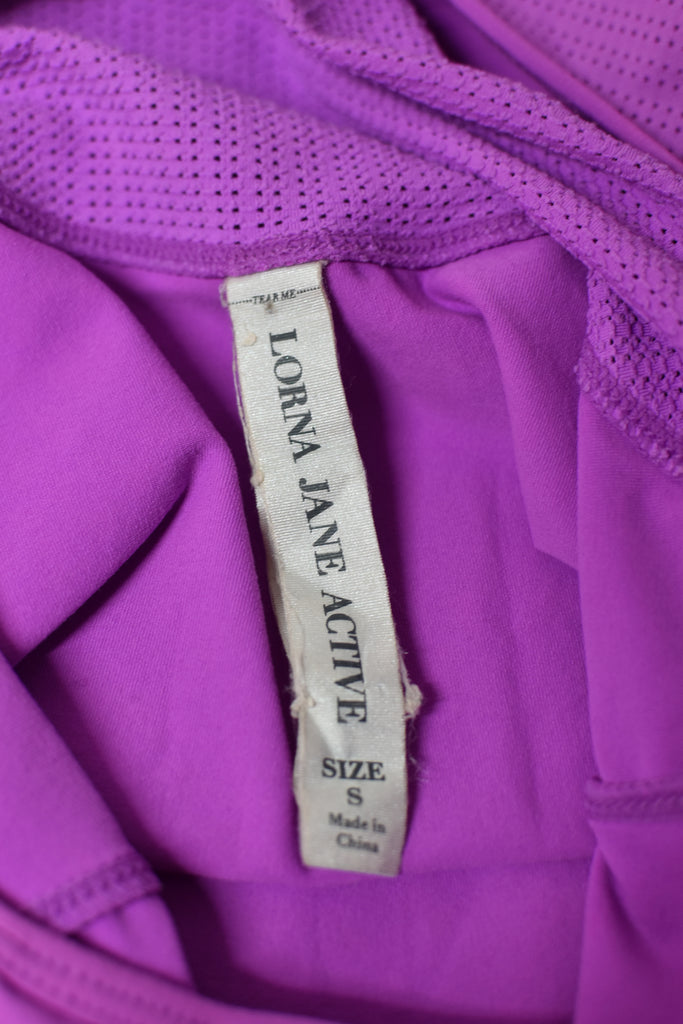 TEAR ME
LORNA JANE ACTIVE
SIZE
S
Made in
China